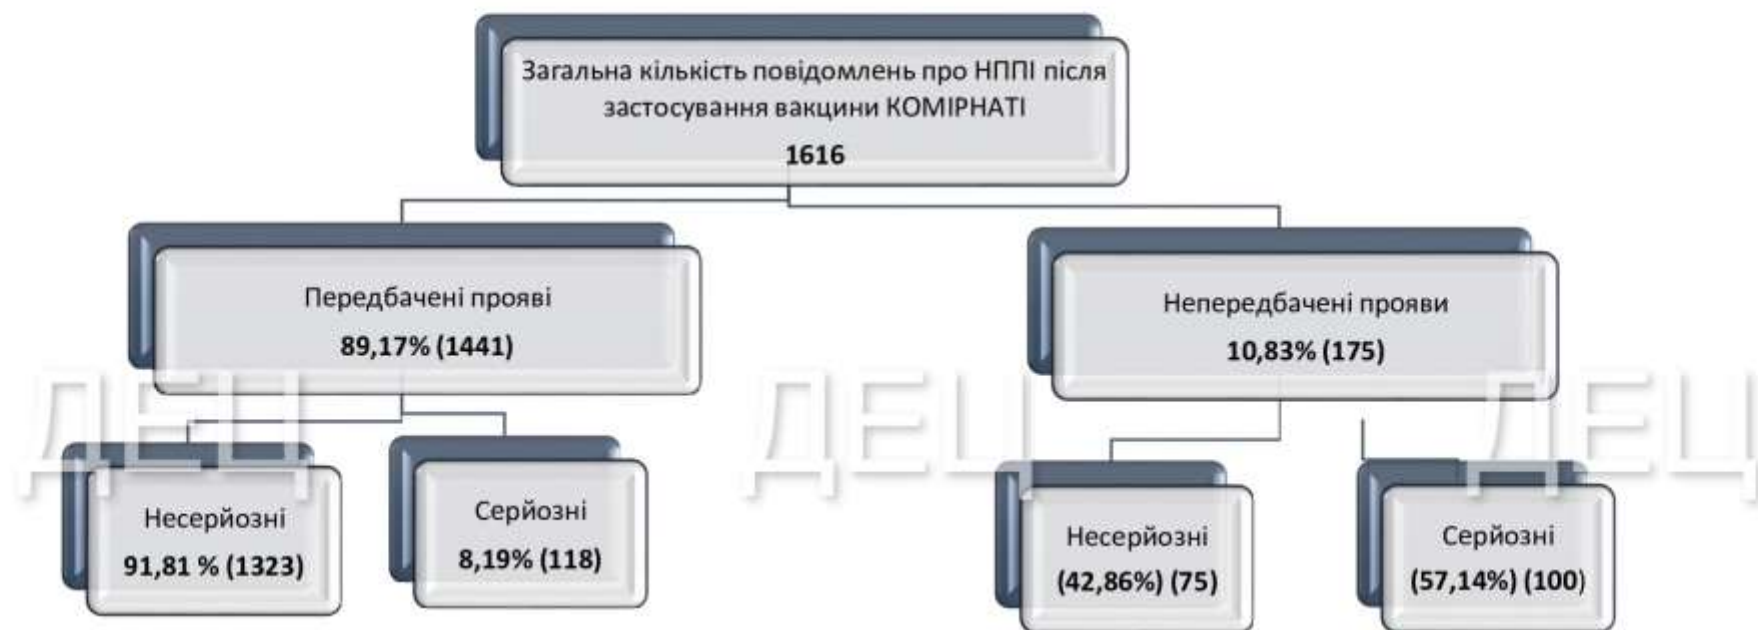 Загальна кількість повідомлень про НППІ після
застосування вакцини КОМІРНАТІ
1616
Передбачені прояві
89,17% (1441)
Непередбачені прояви
10,83% (175)
ДЕЦ
ДЕЦ
ДЕЦ
Несерйозні
91,81 % (1323)
Серйозні
8,19% (118)
Несерйозні
(42,86%) (75)
Серйозні
(57,14%) (100)